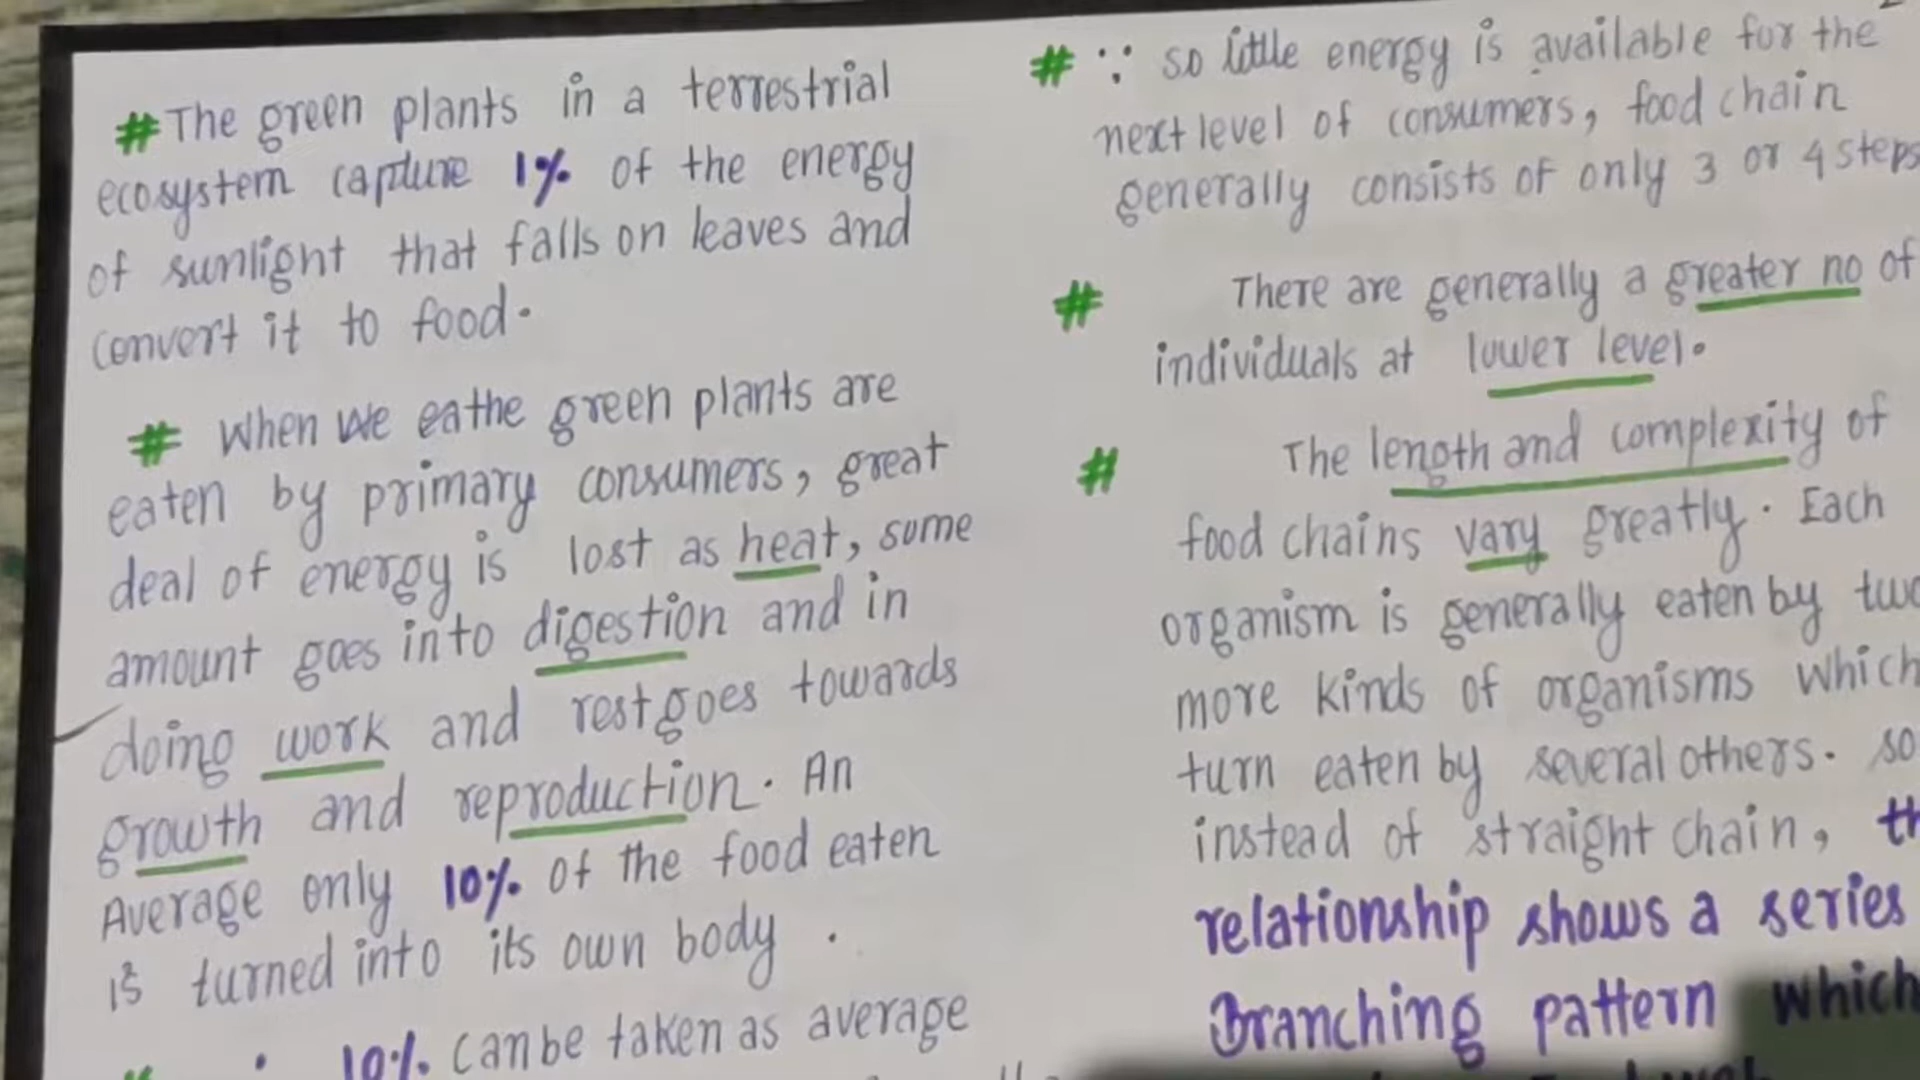 # The green plants in a terrestrial
ecosystem capture 1% of the energy
of sunlight that falls on leaves and
convert it to food.
# When we eathe green plants are
eaten by primary consumers, great
deal of energy is lost as heat, some
amount goes into digestion and in
doing work and rest goes towards
growth and reproduction. An
Average only 10% of the food eaten
is turned into its own body.
∴ 10% can be taken as average
# ∵ so little energy is available for the
next level of consumers, food chain
generally consists of only 3 or 4 steps
# There are generally a greater no of
individuals at lower level.
# The length and complexity of
food chains vary greatly. Each
organism is generally eaten by two
more kinds of organisms which
turn eaten by several others. so
instead of straight chain, th
relationship shows a series
Branching pattern which